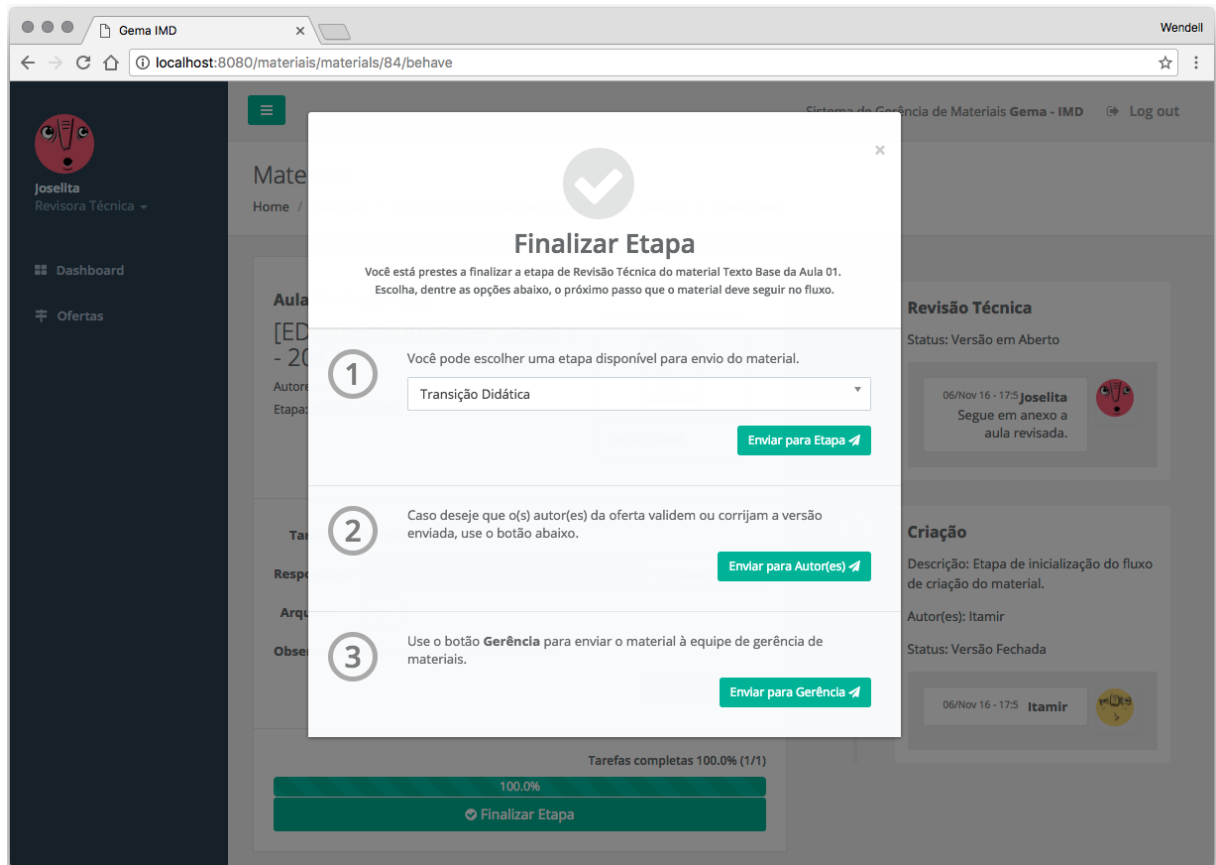 Gema IMD
Wendell
localhost:8080/materiais/materials/84/behave
Sistema de Gerência de Materiais Gema - IMD
Log out
Joselita
Revisora Técnica
Dashboard
Ofertas
Home /
Finalizar Etapa
Você está prestes a finalizar a etapa de Revisão Técnica do material Texto Base da Aula 01.
Escolha, dentre as opções abaixo, o próximo passo que o material deve seguir no fluxo.
1
Você pode escolher uma etapa disponível para envio do material.
Transição Didática
Enviar para Etapa
2
Caso deseje que o(s) autor(es) da oferta validem ou corrijam a versão
enviada, use o botão abaixo.
Enviar para Autor(es)
3
Use o botão Gerência para enviar o material à equipe de gerência de
materiais.
Enviar para Gerência
Aula
[ED
- 20
Etapa:
Tarefas completas 100.0% (1/1)
100.0%
Finalizar Etapa
Revisão Técnica
Status: Versão em Aberto
06/Nov 16 - 17:5 Joselita
Segue em anexo a
aula revisada.
Criação
Descrição: Etapa de inicialização do fluxo
de criação do material.
Autor(es): Itamir
Status: Versão Fechada
06/Nov 16 - 17:5 Itamir